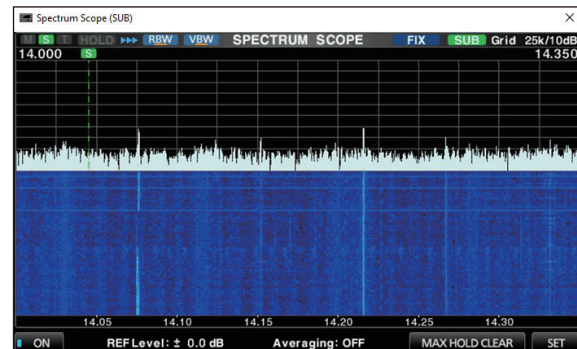 Spectrum Scope (SUB)
M S T HOLD RBW VBW SPECTRUM SCOPE FIX SUB Grid 25k/10dB
14.000 S 14.350
14.05 14.10 14.15 14.20 14.25 14.30
ON REF Level: ± 0.0 dB Averaging: OFF MAX HOLD CLEAR SET